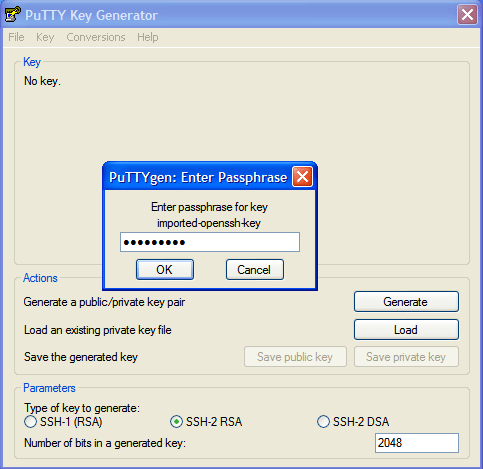 PuTTY Key Generator
File Key Conversions Help
Key
No key.
PuTTYgen: Enter Passphrase
Enter passphrase for key
imported-openssh-key
●●●●●●●●●
OK Cancel
Actions
Generate a public/private key pair Generate
Load an existing private key file Load
Save the generated key Save public key Save private key
Parameters
Type of key to generate:
SSH-1 (RSA) SSH-2 RSA SSH-2 DSA
Number of bits in a generated key: 2048